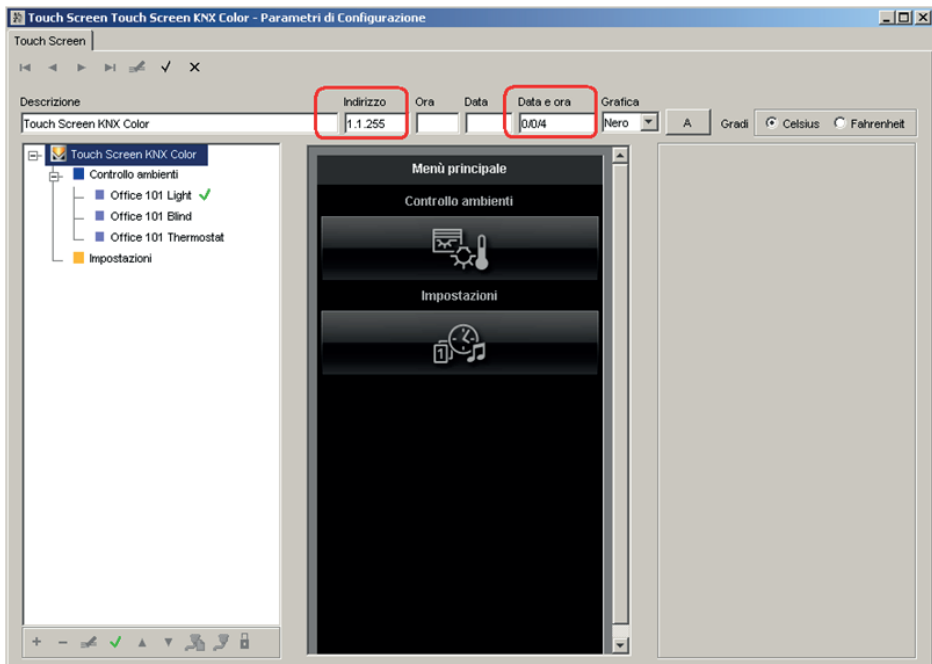 Touch Screen Touch Screen KNX Color - Parametri di Configurazione
Touch Screen
Descrizione Indirizzo Ora Data Data e ora Grafica
Touch Screen KNX Color 1.1.255 0/0/4 Nero A Gradi Celsius Fahrenheit
Touch Screen KNX Color
Controllo ambienti
Office 101 Light
Office 101 Blind
Office 101 Thermostat
Impostazioni
Menù principale
Controllo ambienti
Impostazioni
1